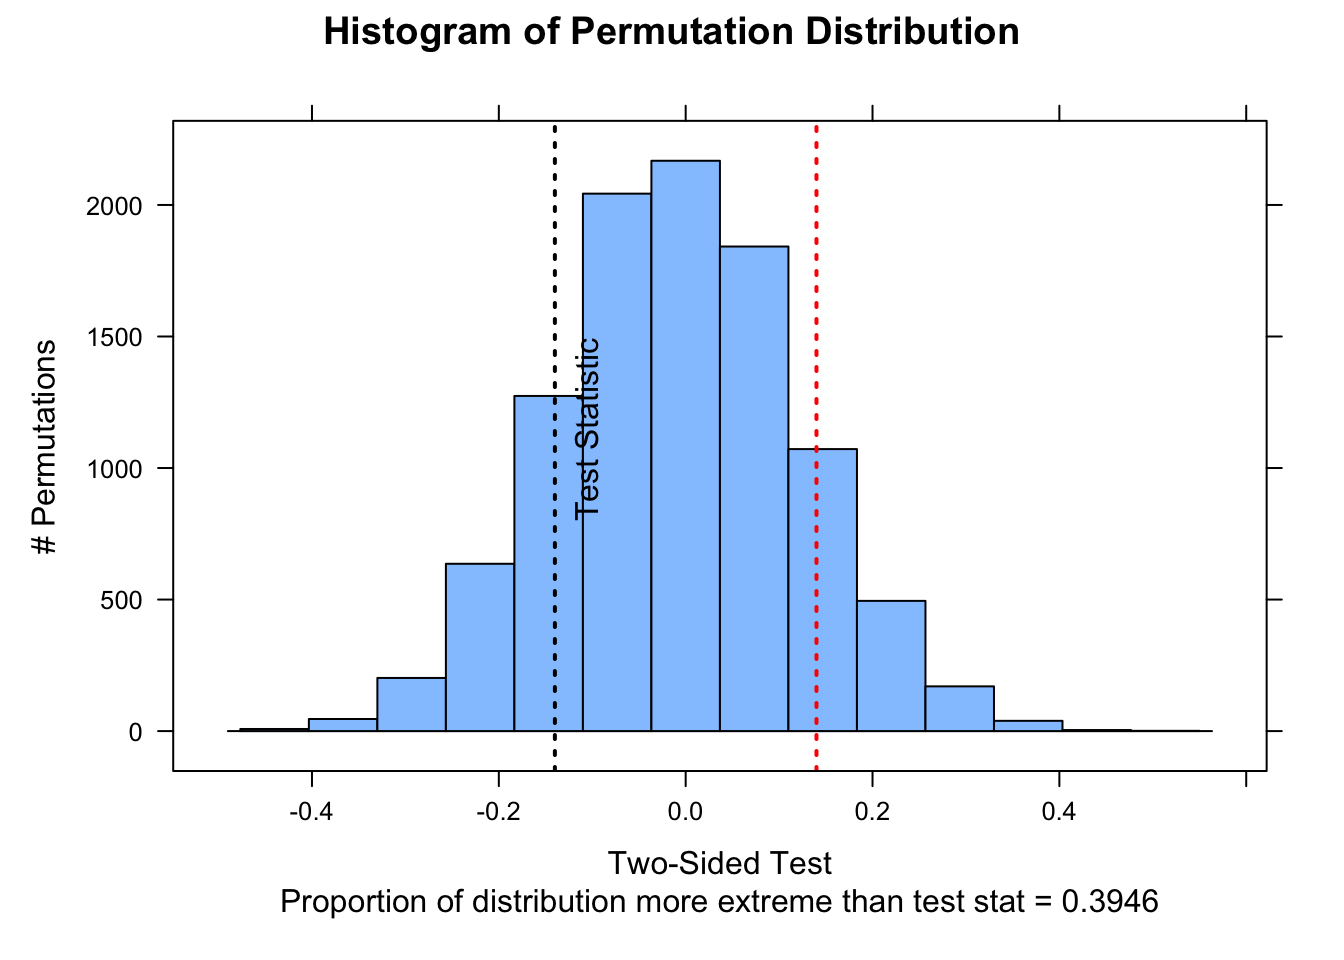 Histogram of Permutation Distribution
# Permutations
2000
1500
1000
500
0
Test Statistic
-0.4 -0.2 0.0 0.2 0.4
Two-Sided Test
Proportion of distribution more extreme than test stat = 0.3946